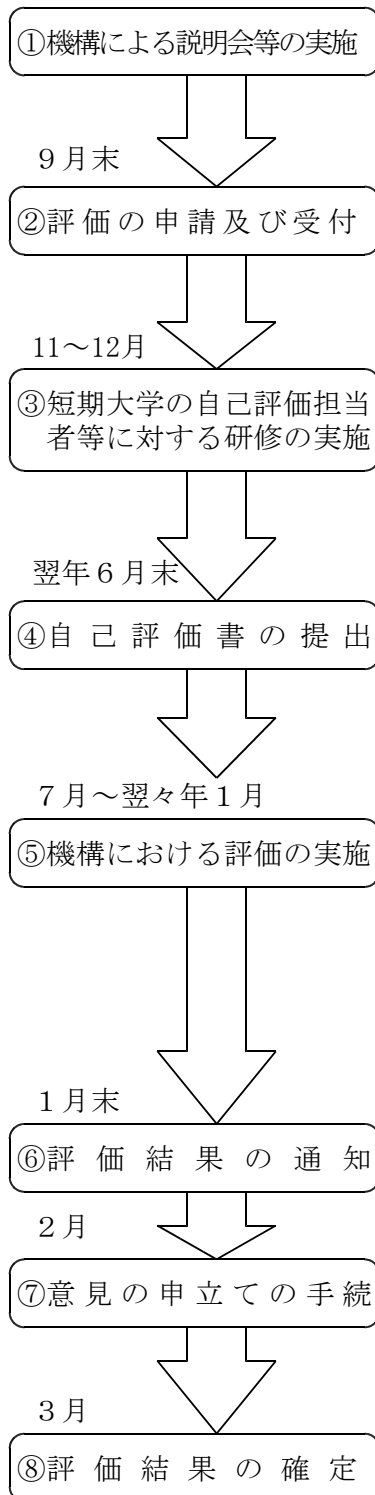 ①機構による説明会等の実施
９月末
②評価の申請及び受付
11～12月
③短期大学の自己評価担当
者等に対する研修の実施
翌年６月末
④自己評価書の提出
７月～翌々年１月
⑤機構における評価の実施
１月末
⑥評価結果の通知
２月
⑦意見の申立ての手続
３月
⑧評価結果の確定